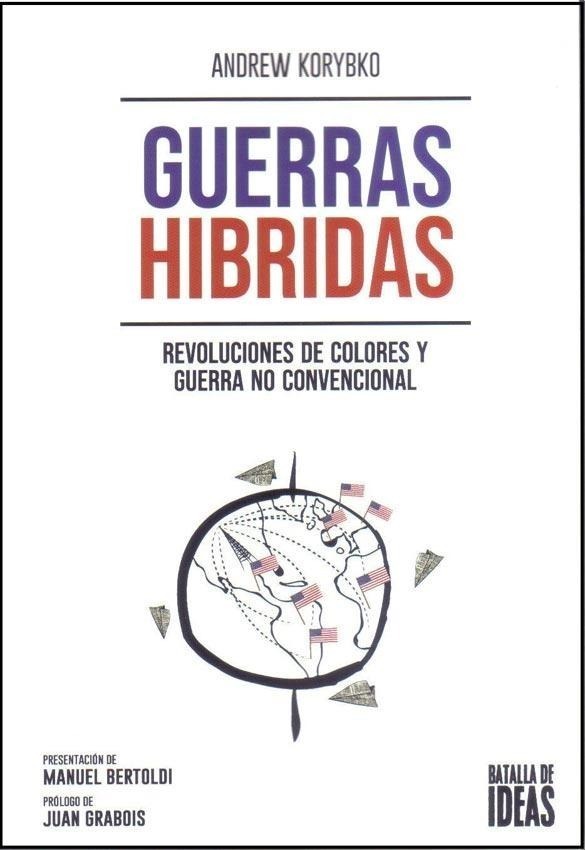 ANDREW KORYBKO
GUERRAS
HIBRIDAS
REVOLUCIONES DE COLORES Y
GUERRA NO CONVENCIONAL
PRESENTACIÓN DE
MANUEL BERTOLDI
PRÓLOGO DE
JUAN GRABOIS
BATALLA DE
IDEAS